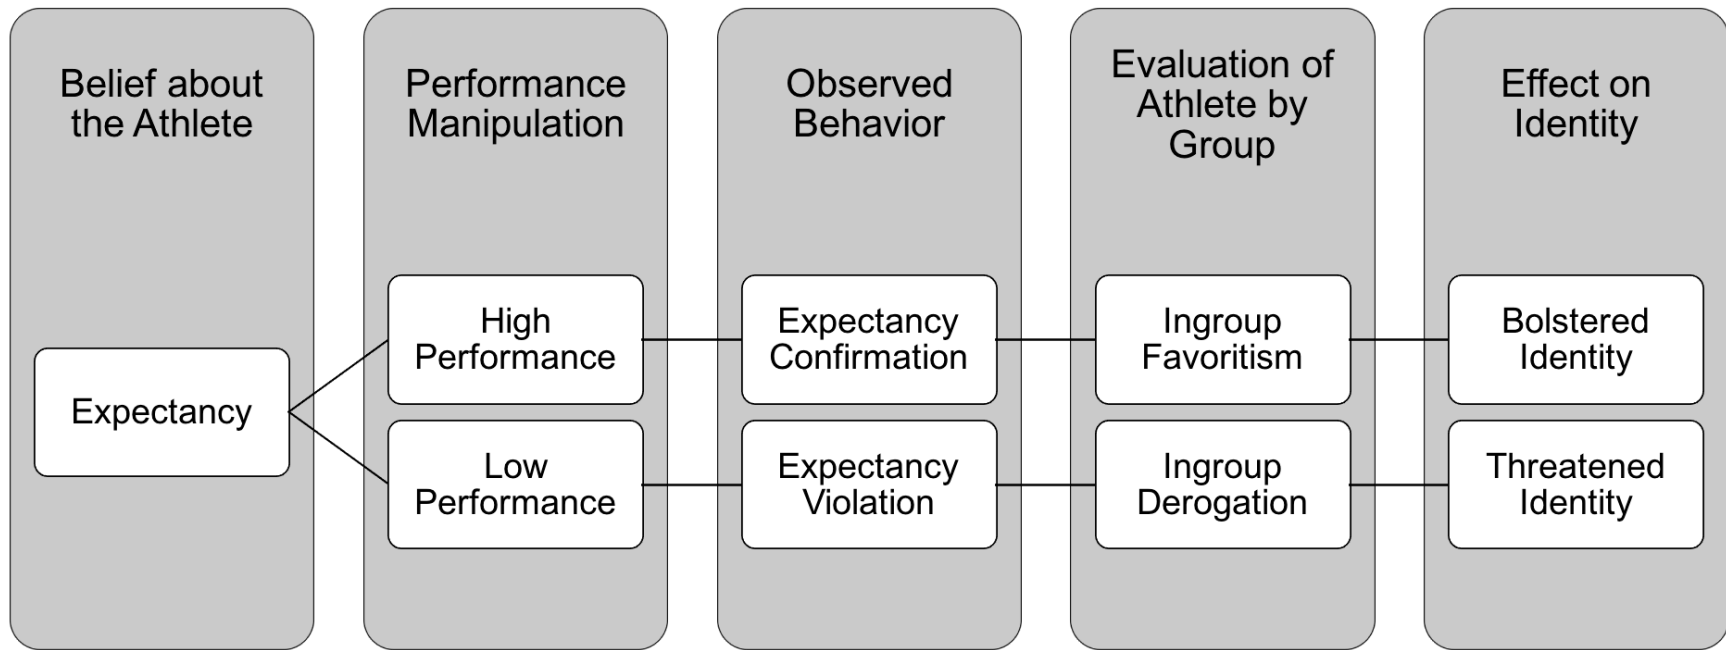 Belief about
the Athlete
Performance
Manipulation
Observed
Behavior
Evaluation of
Athlete by
Group
Effect on
Identity
Expectancy
High
Performance
Expectancy
Confirmation
Ingroup
Favoritism
Bolstered
Identity
Low
Performance
Expectancy
Violation
Ingroup
Derogation
Threatened
Identity